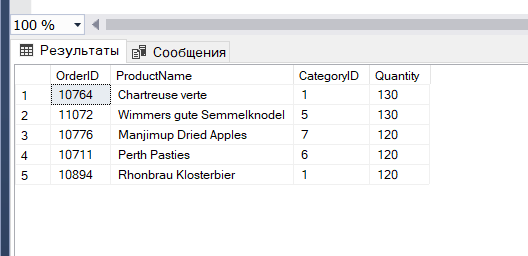 100 %
Результаты Сообщения
OrderID ProductName CategoryID Quantity
1 10764 Chartreuse verte 1 130
2 11072 Wimmers gute Semmelknodel 5 130
3 10776 Manjimup Dried Apples 7 120
4 10711 Perth Pasties 6 120
5 10894 Rhonbrau Klosterbier 1 120